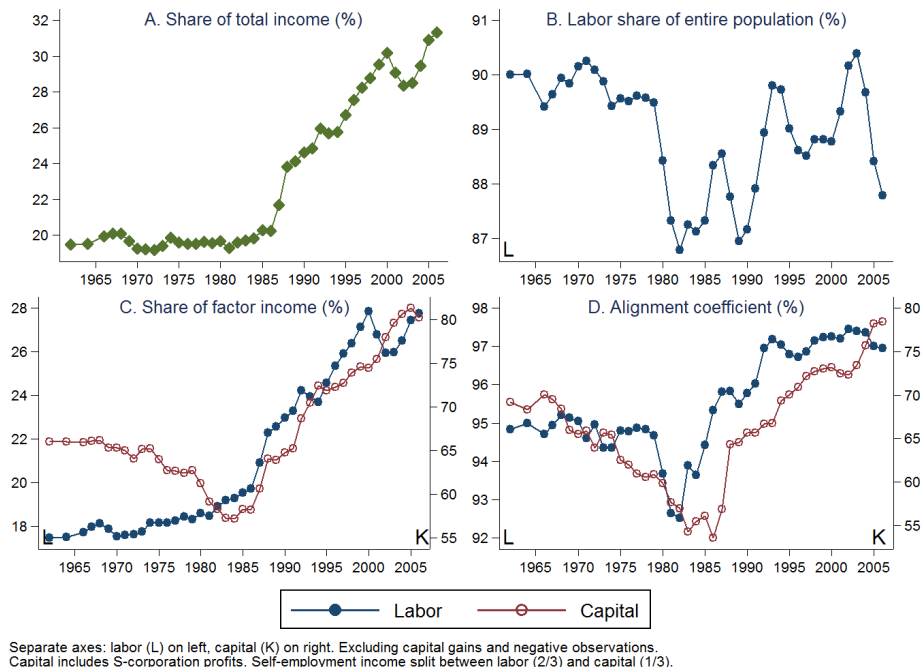 A. Share of total income (%)
32
30
28
26
24
22
20
1965 1970 1975 1980 1985 1990 1995 2000 2005
B. Labor share of entire population (%)
91
90
89
88
87
L
1965 1970 1975 1980 1985 1990 1995 2000 2005
C. Share of factor income (%)
28
26
24
22
20
18
80
75
70
65
60
55
L
K
1965 1970 1975 1980 1985 1990 1995 2000 2005
D. Alignment coefficient (%)
98
97
96
95
94
93
92
80
75
70
65
60
55
L
K
1965 1970 1975 1980 1985 1990 1995 2000 2005
Labor Capital
Separate axes: labor (L) on left, capital (K) on right. Excluding capital gains and negative observations.
Capital includes S-corporation profits. Self-employment income split between labor (2/3) and capital (1/3).